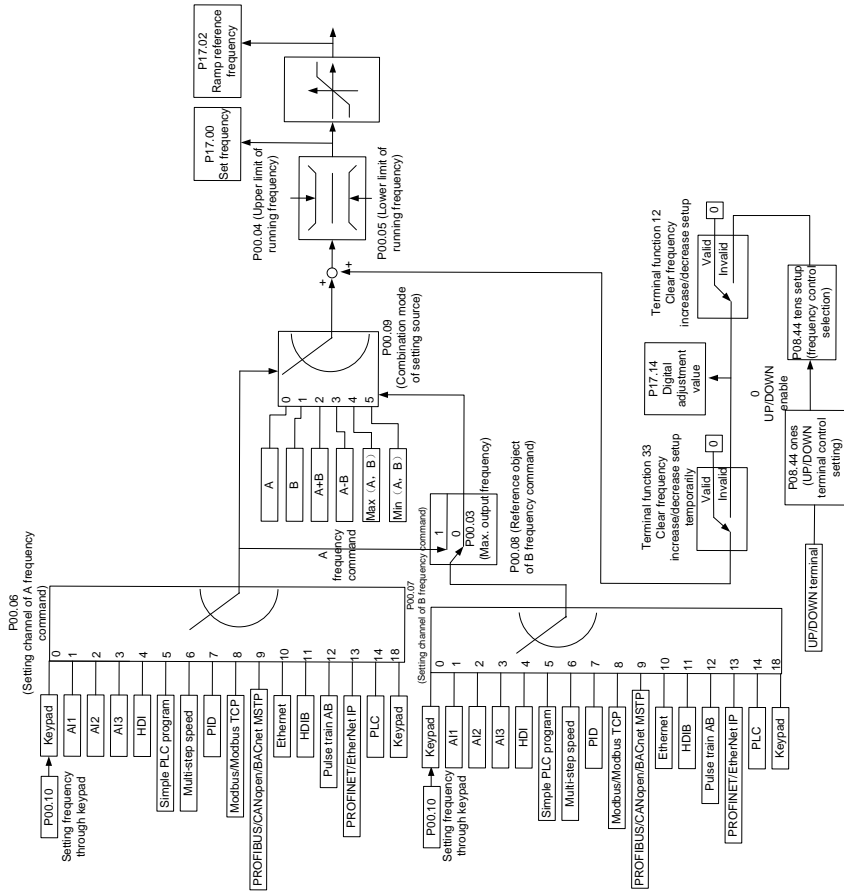 P00.06
(Setting channel of A frequency
command)
P00.10
Setting frequency
through keypad
Keypad
0
AI1
1
AI2
2
AI3
3
HDI
4
Simple PLC program
5
Multi-step speed
6
PID
7
Modbus/Modbus TCP
8
PROFIBUS/CANopen/BACnet MSTP
9
Ethernet
10
HDIB
11
Pulse train AB
12
PROFINET/EtherNet IP
13
PLC
14
Keypad
18
P00.07
(Setting channel of B frequency command)
P00.10
Setting frequency
through keypad
Keypad
0
AI1
1
AI2
2
AI3
3
HDI
4
Simple PLC program
5
Multi-step speed
6
PID
7
Modbus/Modbus TCP
8
PROFIBUS/CANopen/BACnet MSTP
9
Ethernet
10
HDIB
11
Pulse train AB
12
PROFINET/EtherNet IP
13
PLC
14
Keypad
18
A
frequency
command
1
0
P00.03
(Max. output frequency)
P00.08 (Reference object
of B frequency command)
A
0
B
1
A+B
2
A-B
3
Max（A，B）
4
Min（A，B）
5
P00.09
(Combination mode
of setting source)
+
+
P00.04 (Upper limit of
running frequency)
P00.05 (Lower limit of
running frequency)
P17.00
Set frequency
P17.02
Ramp reference
frequency
UP/DOWN terminal
P08.44 ones
(UP/DOWN
terminal control
setting)
0
UP/DOWN
enable
P08.44 tens setup
(frequency control
selection)
Terminal function 33
Clear frequency
increase/decrease setup
temporarily
Valid
Invalid
0
P17.14
Digital
adjustment
value
Terminal function 12
Clear frequency
increase/decrease setup
Valid
Invalid
0